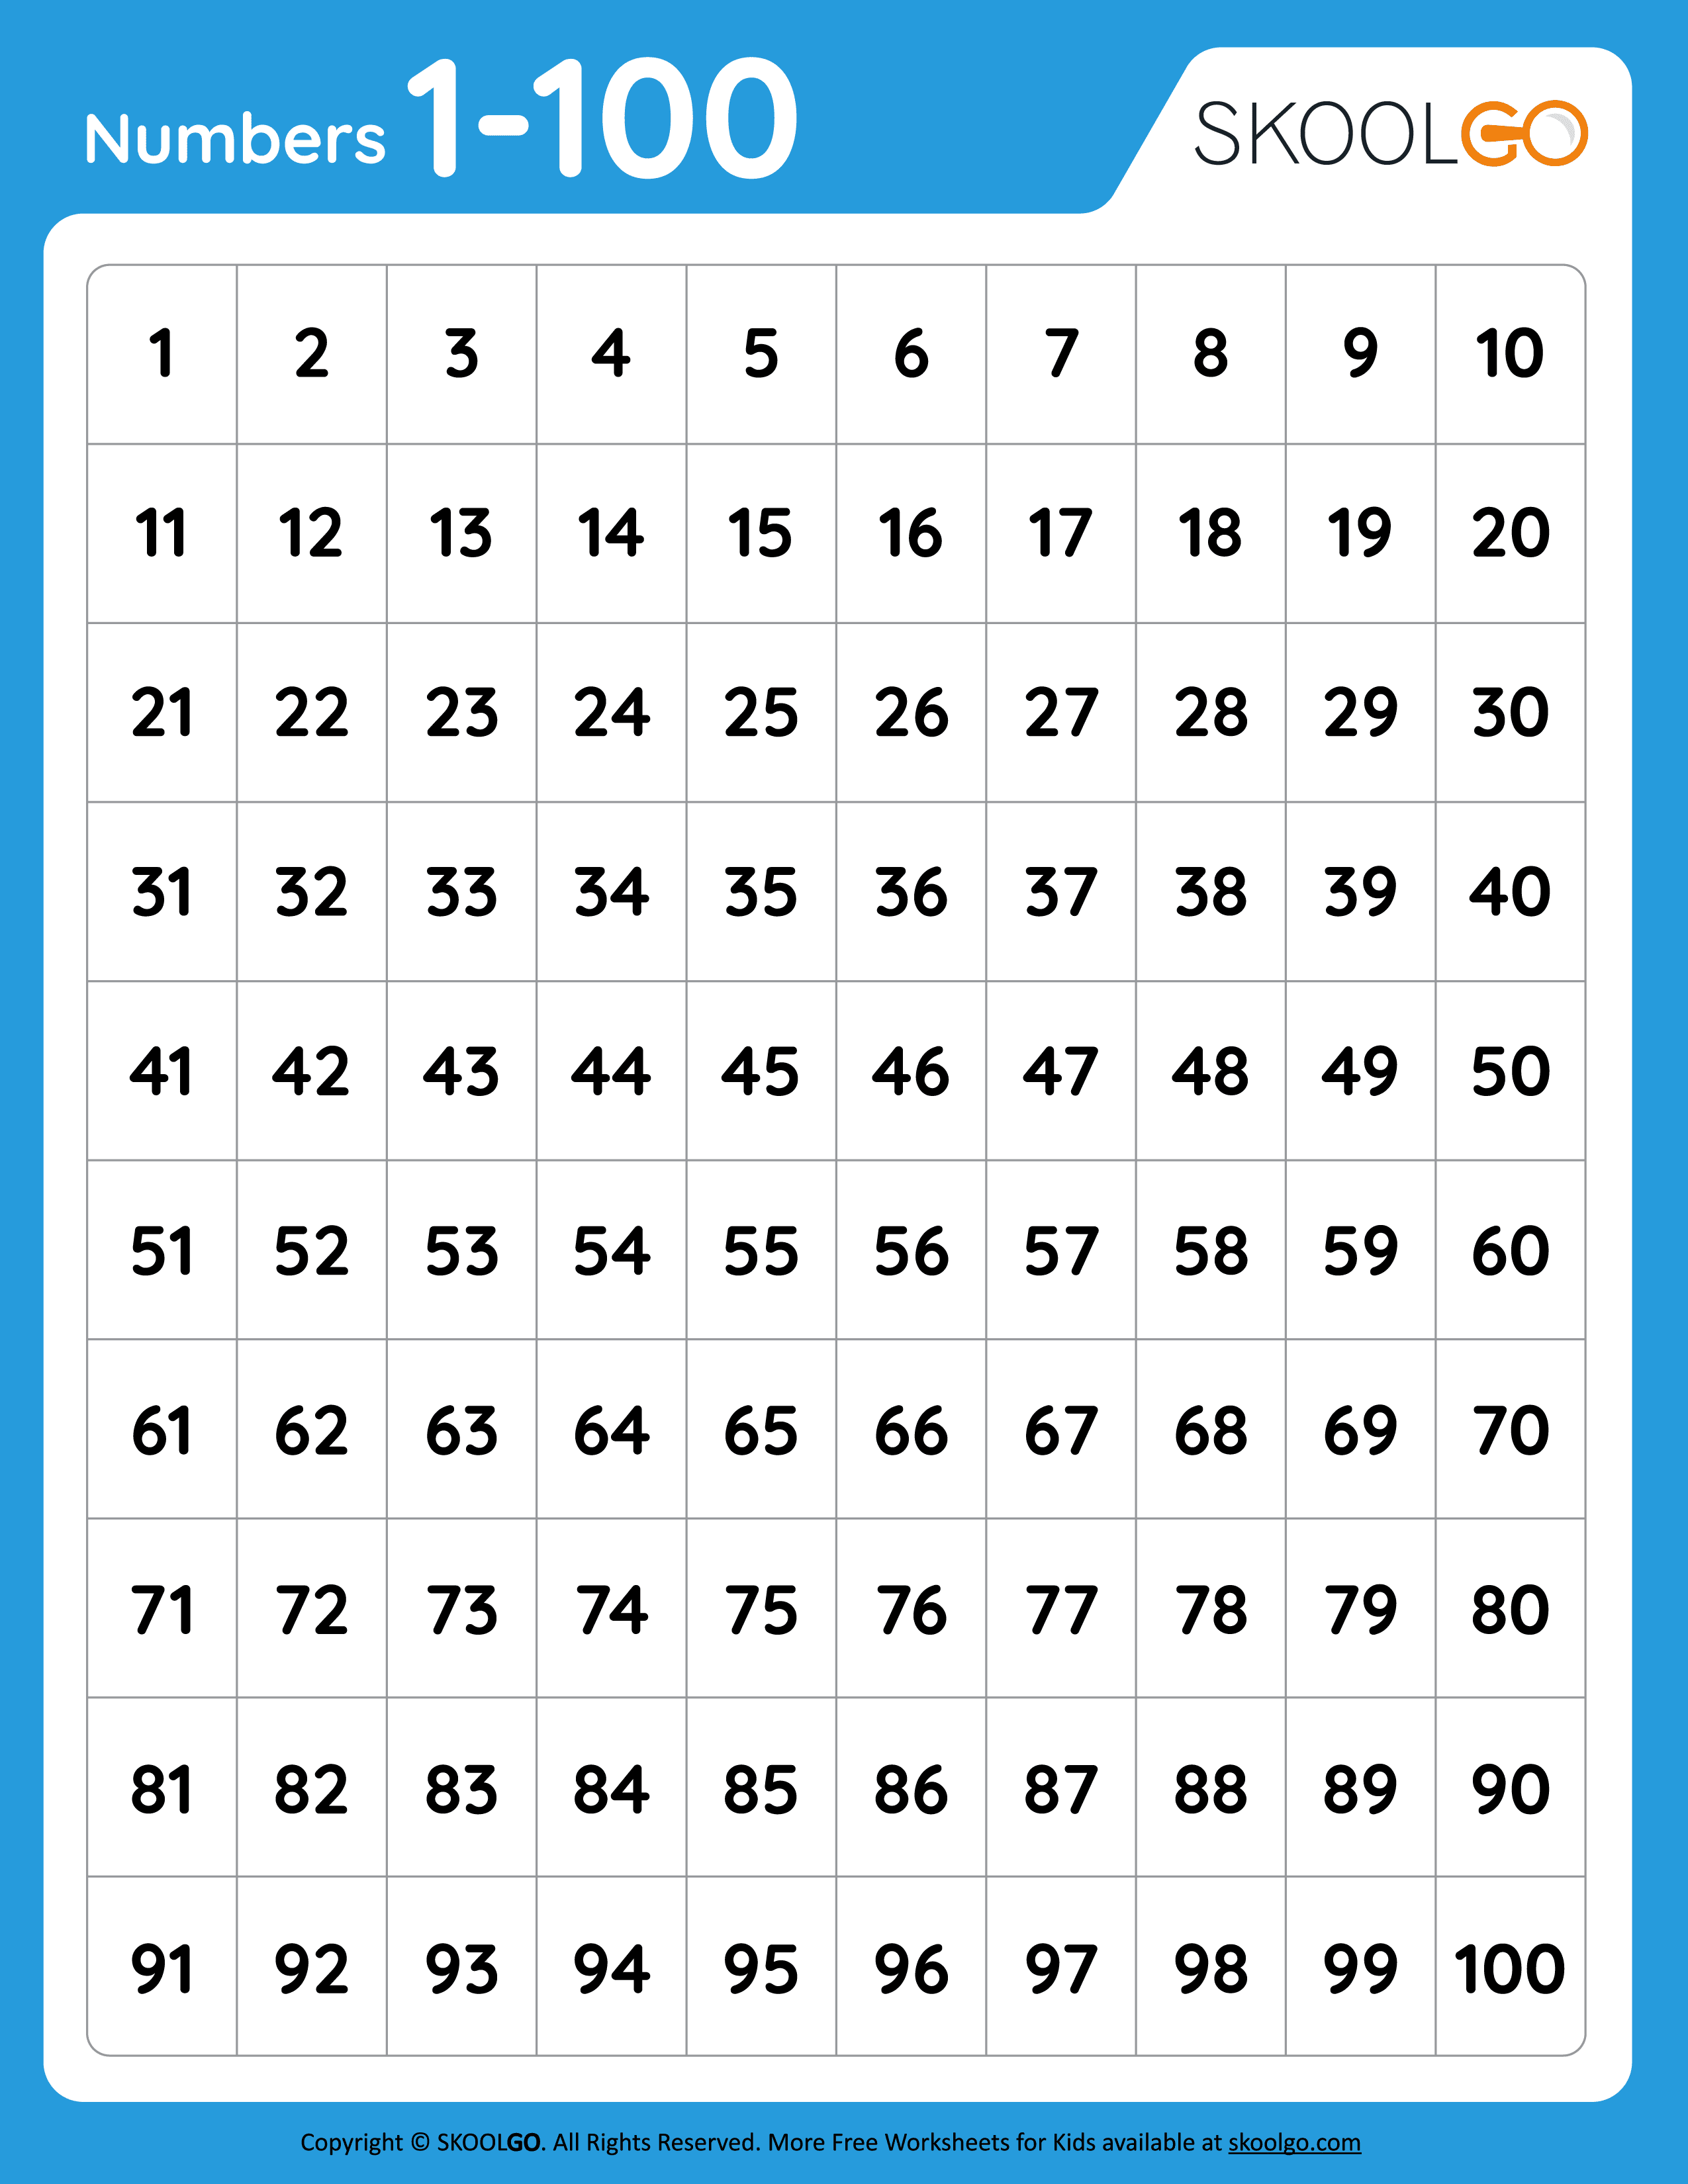 Numbers 1-100
SKOOLGO
1 2 3 4 5 6 7 8 9 10
11 12 13 14 15 16 17 18 19 20
21 22 23 24 25 26 27 28 29 30
31 32 33 34 35 36 37 38 39 40
41 42 43 44 45 46 47 48 49 50
51 52 53 54 55 56 57 58 59 60
61 62 63 64 65 66 67 68 69 70
71 72 73 74 75 76 77 78 79 80
81 82 83 84 85 86 87 88 89 90
91 92 93 94 95 96 97 98 99 100
Copyright © SKOOLGO. All Rights Reserved. More Free Worksheets for Kids available at skoolgo.com